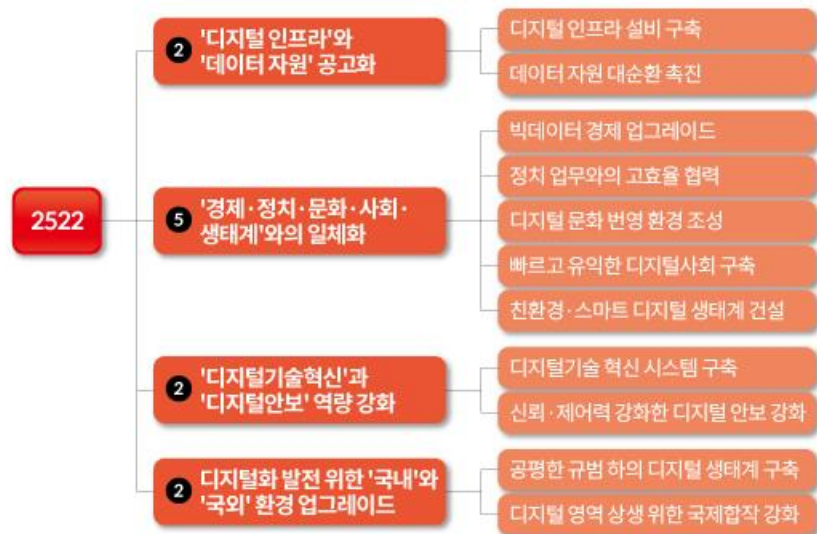 2522
2
'디지털 인프라'와
'데이터 자원' 공고화
디지털 인프라 설비 구축
데이터 자원 대순환 촉진
5
'경제·정치·문화·사회·
생태계'와의 일체화
빅데이터 경제 업그레이드
정치 업무와의 고효율 협력
디지털 문화 번영 환경 조성
빠르고 유익한 디지털사회 구축
친환경·스마트 디지털 생태계 건설
2
'디지털기술혁신'과
'디지털안보' 역량 강화
디지털기술 혁신 시스템 구축
신뢰·제어력 강화한 디지털 안보 강화
2
디지털화 발전 위한 '국내'와
'국외' 환경 업그레이드
공평한 규범 하의 디지털 생태계 구축
디지털 영역 상생 위한 국제합작 강화